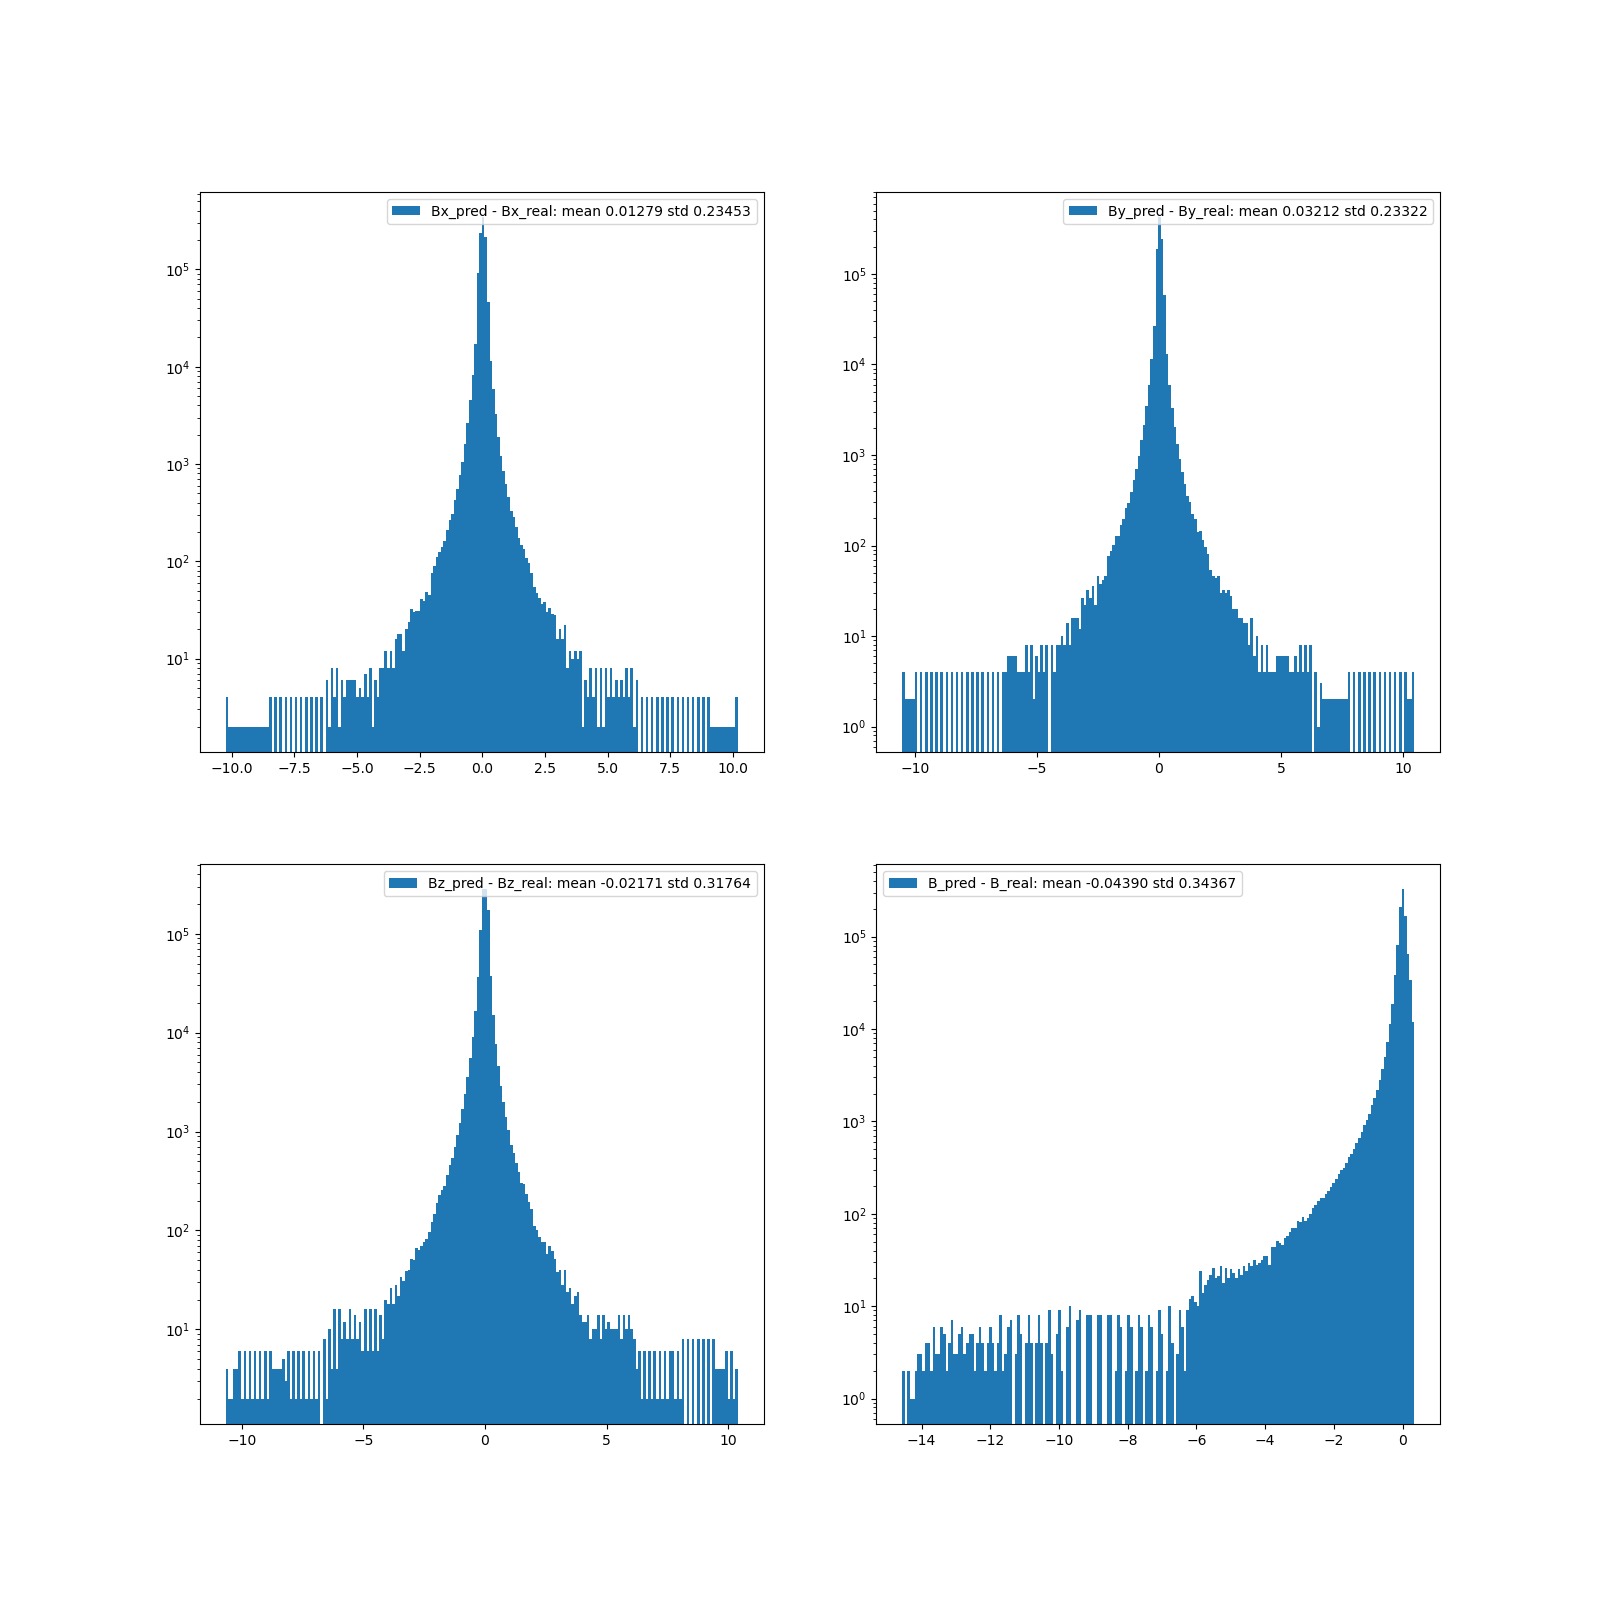 Bx_pred - Bx_real: mean 0.01279 std 0.23453
10⁵
10⁴
10³
10²
10¹
−10.0 −7.5 −5.0 −2.5 0.0 2.5 5.0 7.5 10.0
By_pred - By_real: mean 0.03212 std 0.23322
10⁵
10⁴
10³
10²
10¹
10⁰
−10 −5 0 5 10
Bz_pred - Bz_real: mean -0.02171 std 0.31764
10⁵
10⁴
10³
10²
10¹
−10 −5 0 5 10
B_pred - B_real: mean -0.04390 std 0.34367
10⁵
10⁴
10³
10²
10¹
10⁰
−14 −12 −10 −8 −6 −4 −2 0